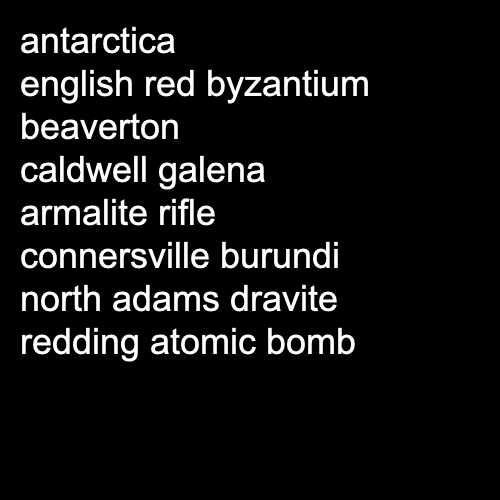 antarctica
english red byzantium
beaverton
caldwell galena
armalite rifle
connersville burundi
north adams dravite
redding atomic bomb